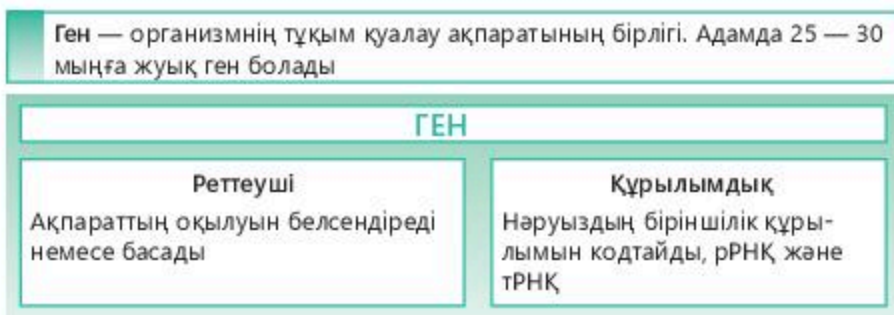 Ген — организмнің тұқым қуалау ақпаратының бірлігі. Адамда 25 — 30
мыңға жуық ген болады
ГЕН
Реттеуші
Ақпараттың оқылуын белсендіреді
немесе басады
Құрылымдық
Нәруыздың біріншілік құры-
лымын кодтайды, рРНҚ және
тРНҚ